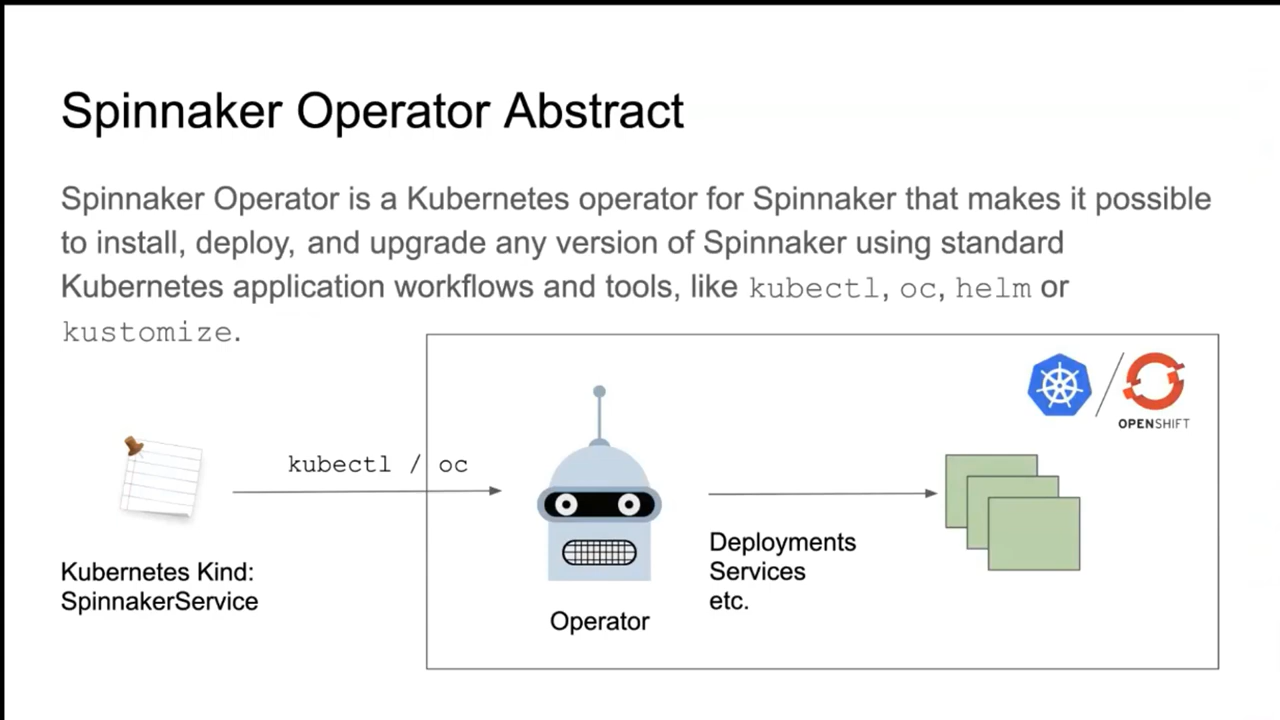 Spinnaker Operator Abstract
Spinnaker Operator is a Kubernetes operator for Spinnaker that makes it possible
to install, deploy, and upgrade any version of Spinnaker using standard
Kubernetes application workflows and tools, like kubectl, oc, helm or
kustomize.
OPENSHIFT
kubectl / oc
Kubernetes Kind:
SpinnakerService
Operator
Deployments
Services
etc.